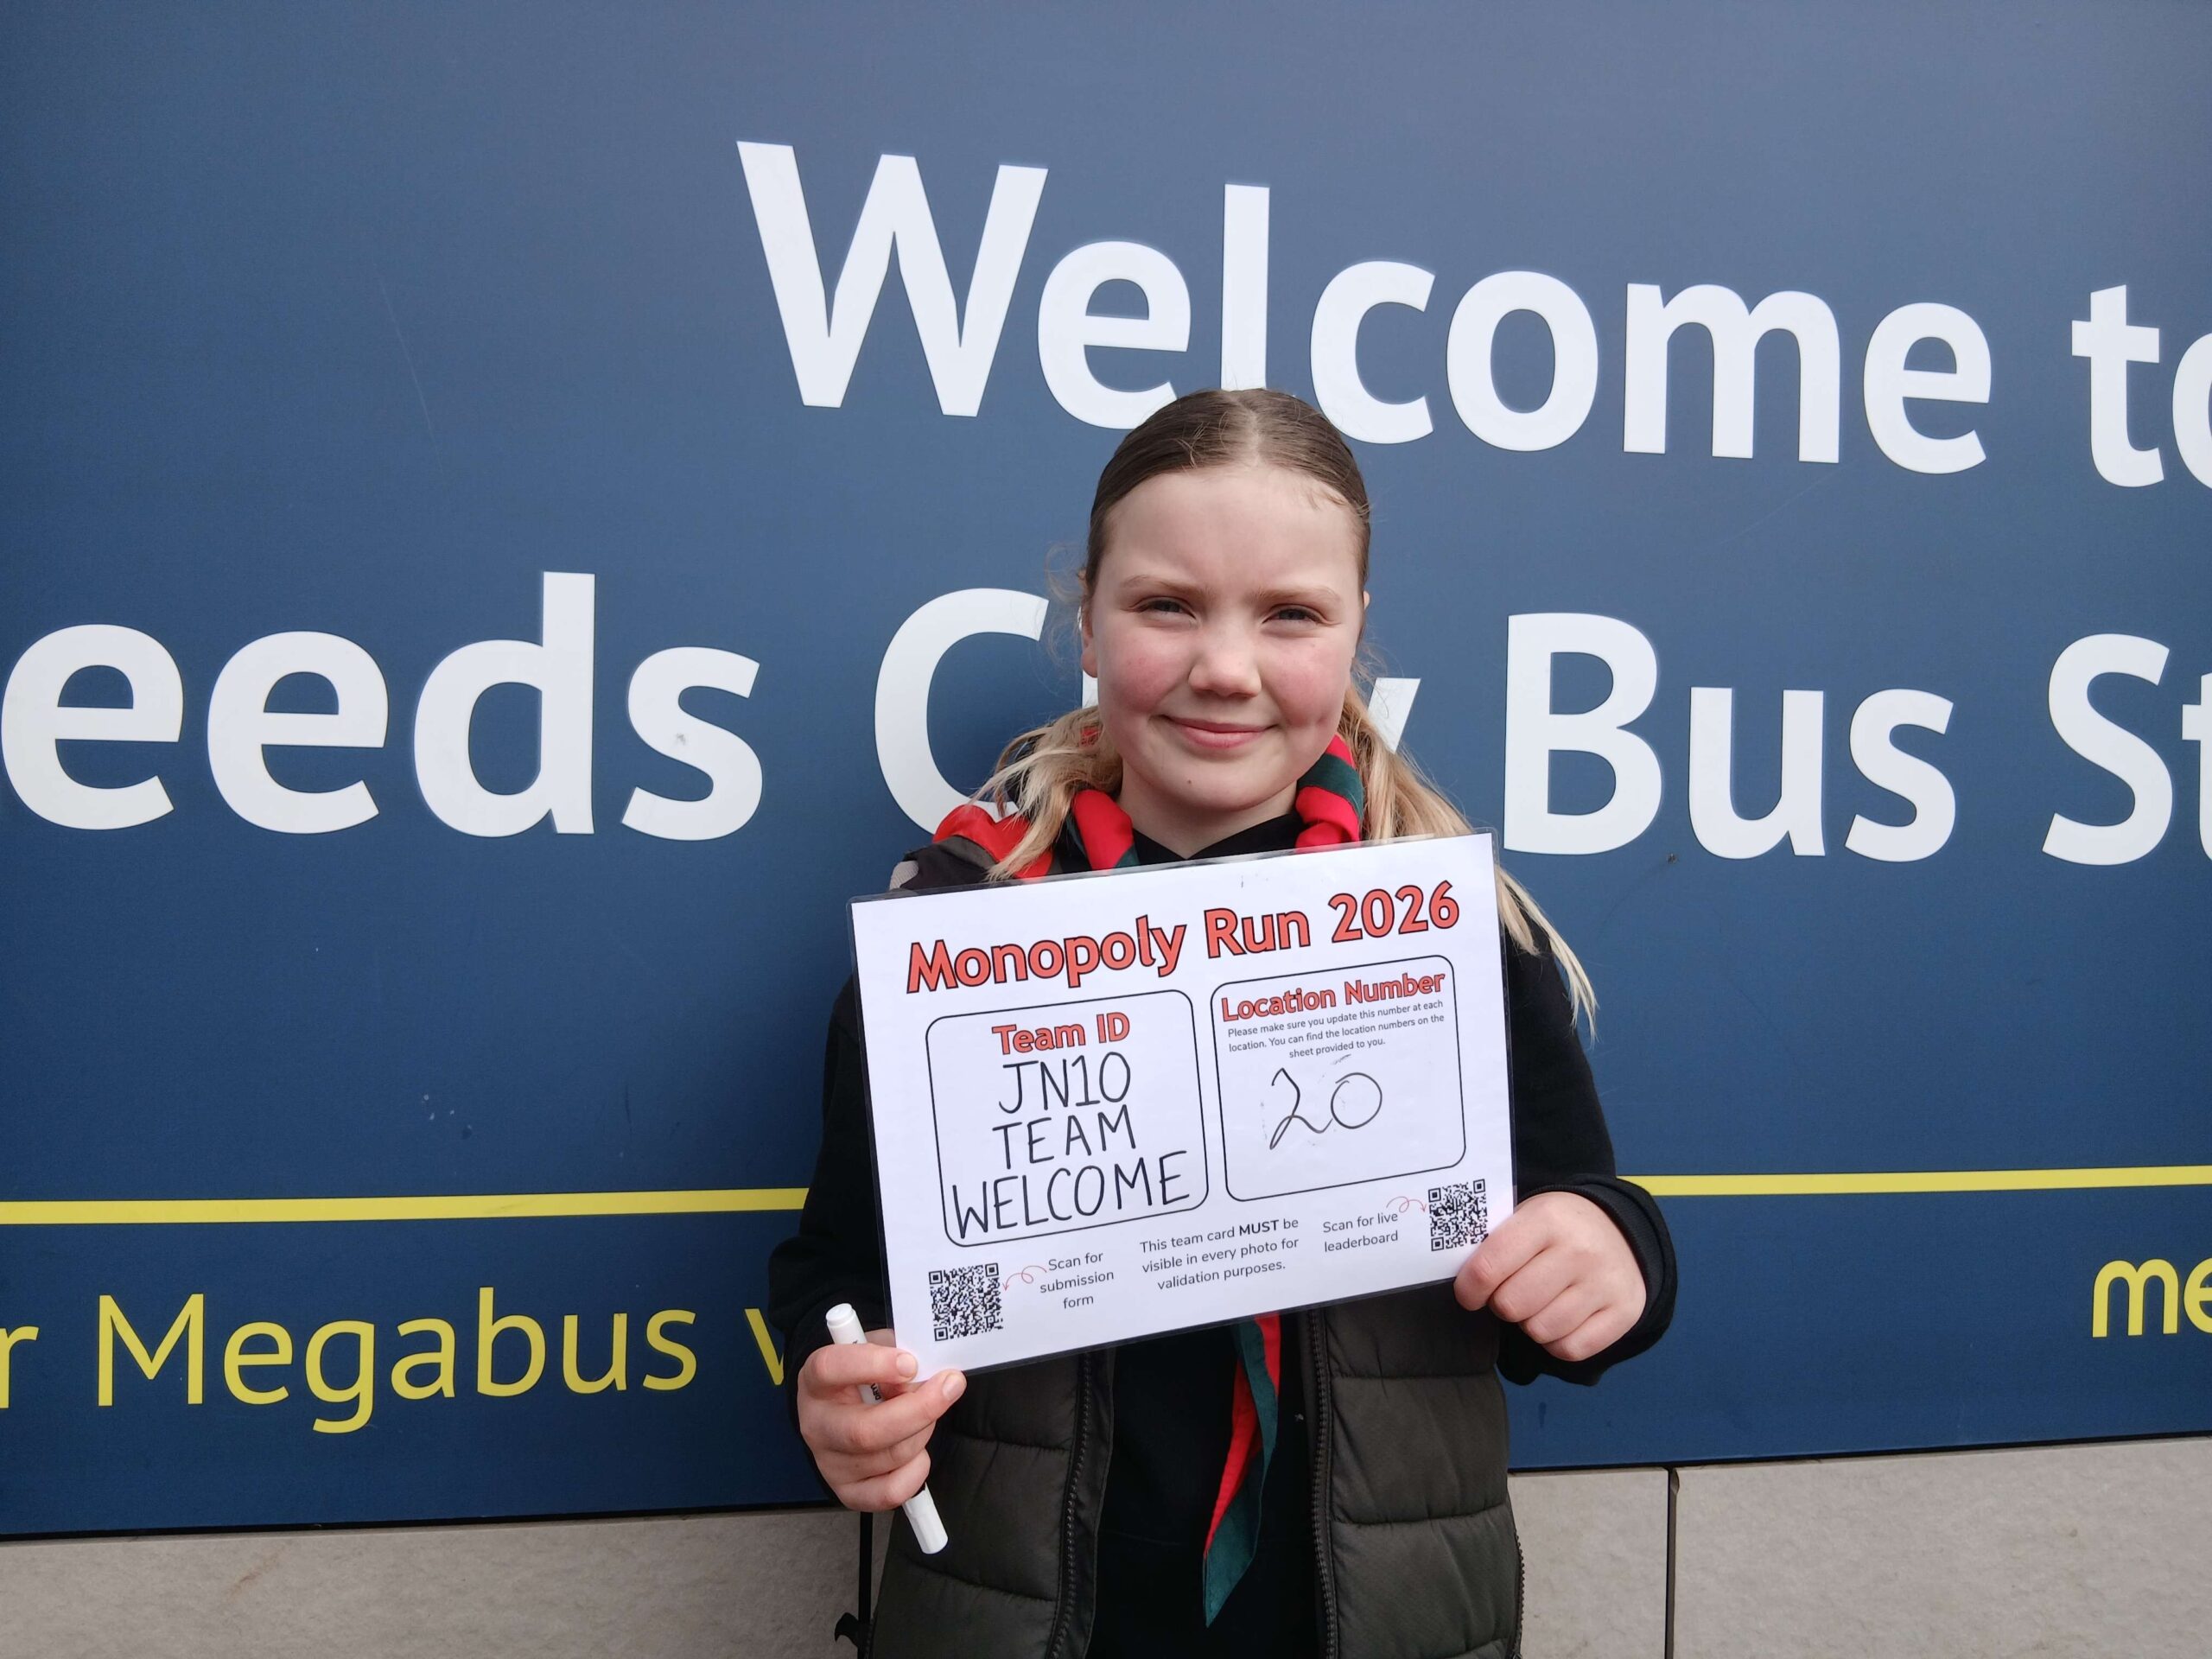 Welcome to
eeds C y Bus St
r Megabus
me
Monopoly Run 2026
Team ID
JN10
TEAM
WELCOME
Location Number
Please make sure you update this number at each
location. You can find the location numbers on the
sheet provided to you.
20
Scan for
submission
form
This team card MUST be
visible in every photo for
validation purposes.
Scan for live
leaderboard